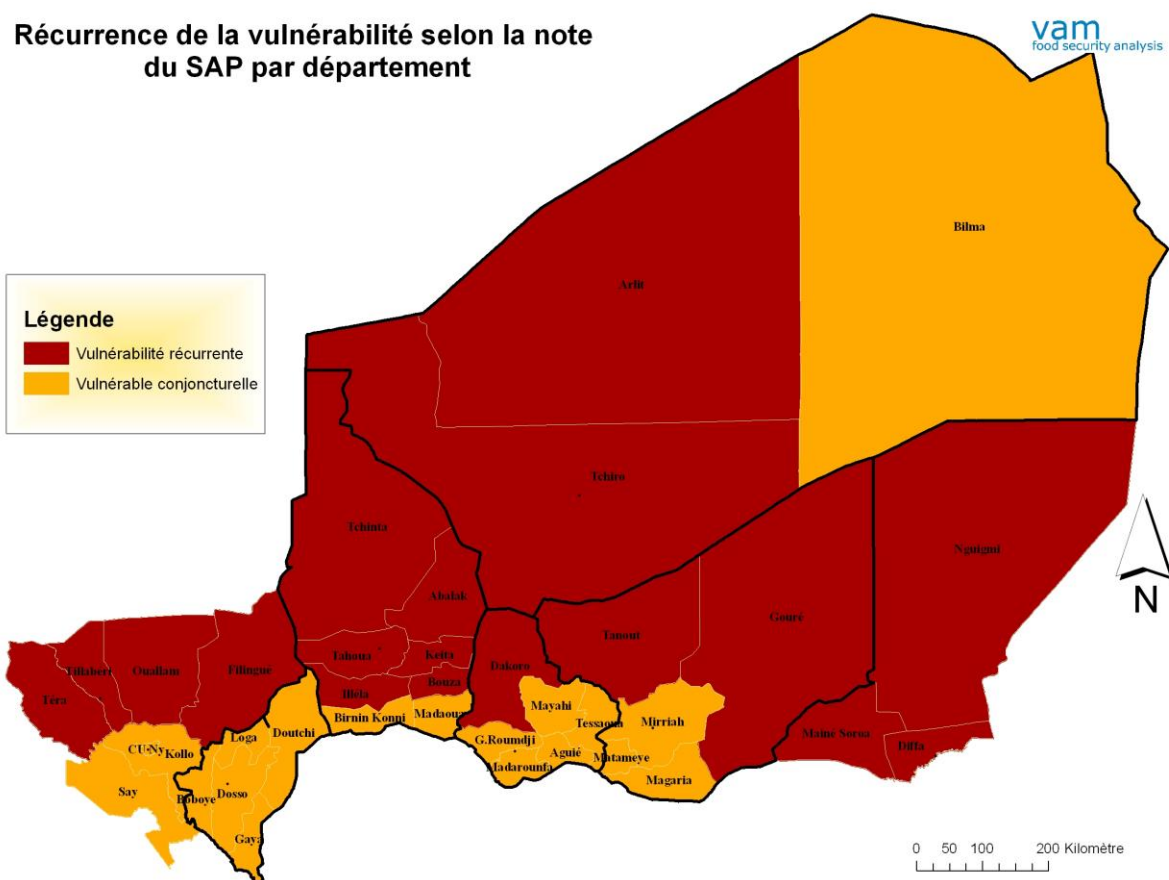 Récurrence de la vulnérabilité selon la note
du SAP par département
vam
food security analysis
Légende
Vulnérabilité récurrente
Vulnérable conjoncturelle
Bilma
Arlit
Tchiro
Tchinta
Nguigmi
Abalak
Gouré
Tanout
Tahoua
Keita
Dakoro
Filingué
Ouallam
Tillabéri
Téra
Illéla
Bouza
Mayahi
Birnin Konni
Madaoua
Tessaoua
Mirriah
Mainé Soroa
Diffa
Doutchi
Loga
G.Roumdji
CU-Ny
Kollo
Aguié
Matameye
Madarounfa
Magaria
Say
Boboye
Dosso
Gaya
N
0 50 100 200 Kilomètre